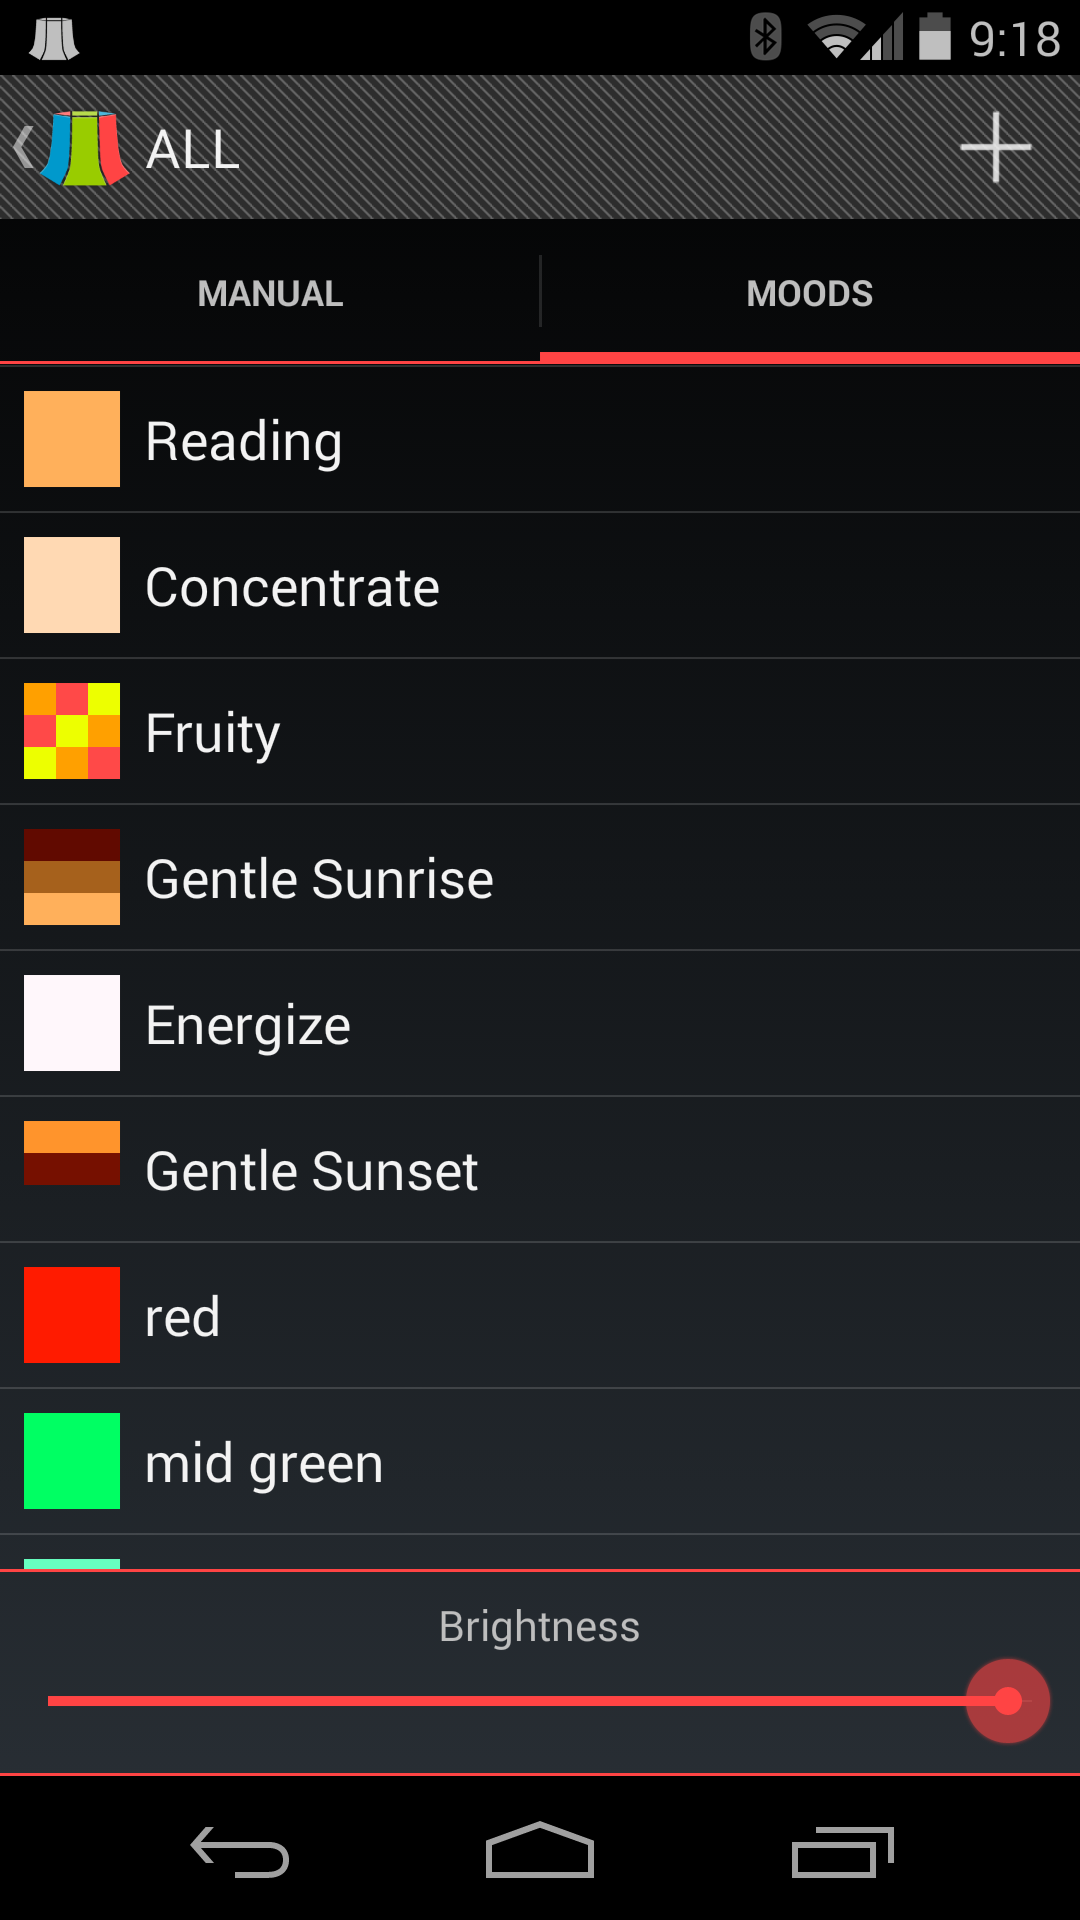 9:18
ALL
MANUAL
MOODS
Reading
Concentrate
Fruity
Gentle Sunrise
Energize
Gentle Sunset
red
mid green
Brightness